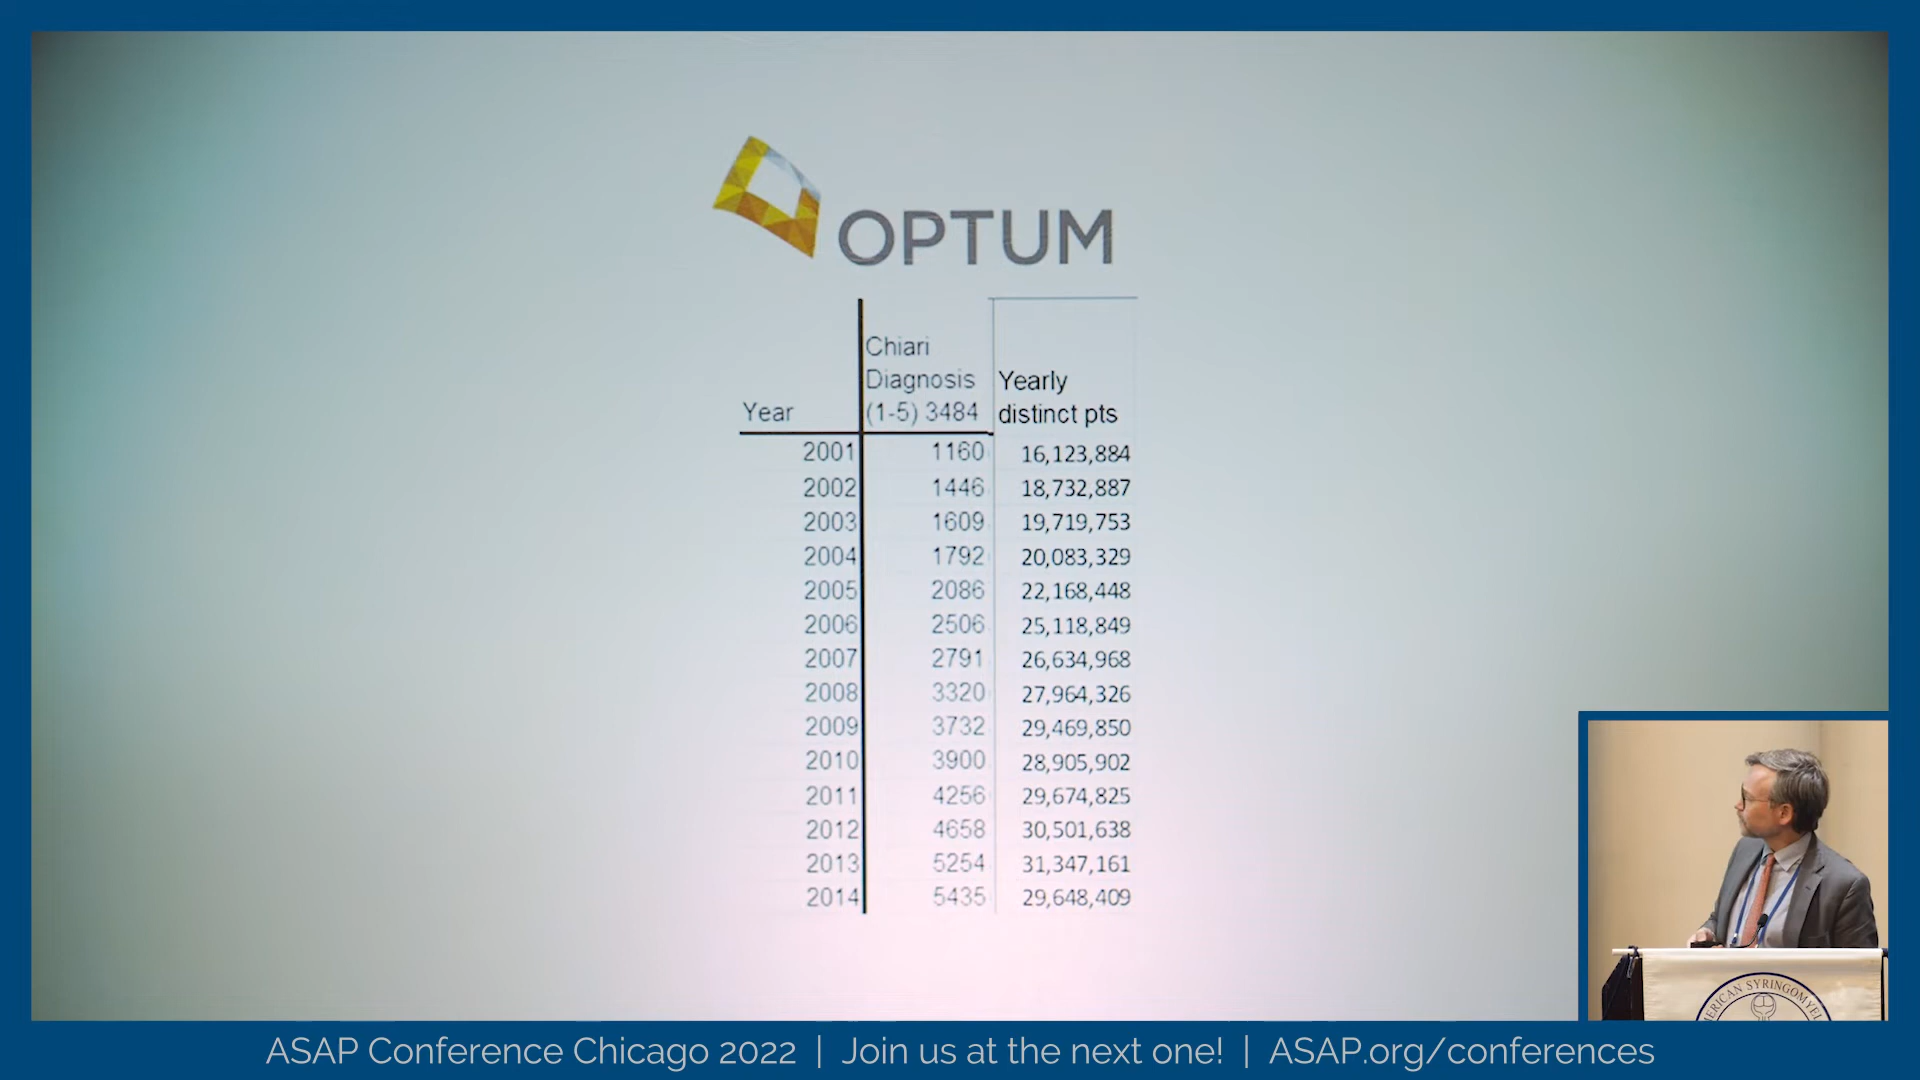 OPTUM
Chiari
Diagnosis Yearly
Year (1-5) 3484 distinct pts
2001 1160 16,123,884
2002 1446 18,732,887
2003 1609 19,719,753
2004 1792 20,083,329
2005 2086 22,168,448
2006 2506 25,118,849
2007 2791 26,634,968
2008 3320 27,964,326
2009 3732 29,469,850
2010 3900 28,905,902
2011 4256 29,674,825
2012 4658 30,501,638
2013 5254 31,347,161
2014 5435 29,648,409
ASAP Conference Chicago 2022 | Join us at the next one! | ASAP.org/conferences